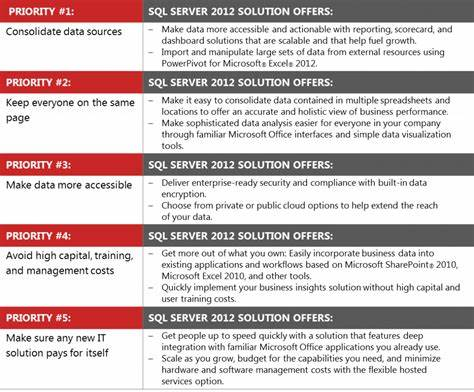 PRIORITY #1:
SQL SERVER 2012 SOLUTION OFFERS:
Consolidate data sources
– Make data more accessible and actionable with reporting, scorecard, and
dashboard solutions that are scalable and that help fuel growth.
– Import and manipulate large sets of data from external resources using
PowerPivot for Microsoft® Excel® 2012.
PRIORITY #2:
SQL SERVER 2012 SOLUTION OFFERS:
Keep everyone on the same
page
– Make it easy to consolidate data contained in multiple spreadsheets and
locations to offer an accurate and holistic view of business performance.
– Make sophisticated data analysis easier for everyone in your company
through familiar Microsoft Office interfaces and simple data visualization
tools.
PRIORITY #3:
SQL SERVER 2012 SOLUTION OFFERS:
Make data more accessible
– Deliver enterprise-ready security and compliance with built-in data
encryption.
– Choose from private or public cloud options to help extend the reach
of your data.
PRIORITY #4:
SQL SERVER 2012 SOLUTION OFFERS:
Avoid high capital, training,
and management costs
– Get more out of what you own: Easily incorporate business data into
existing applications and workflows based on Microsoft SharePoint® 2010,
Microsoft Excel 2010, and other tools.
– Quickly implement your business insights solution without high capital and
user training costs.
PRIORITY #5:
SQL SERVER 2012 SOLUTION OFFERS:
Make sure any new IT
solution pays for itself
– Get people up to speed quickly with a solution that features deep
integration with familiar Microsoft Office applications you already use.
– Scale as you grow, budget for the capabilities you need, and minimize
hardware and software management costs with the flexible hosted
services option.